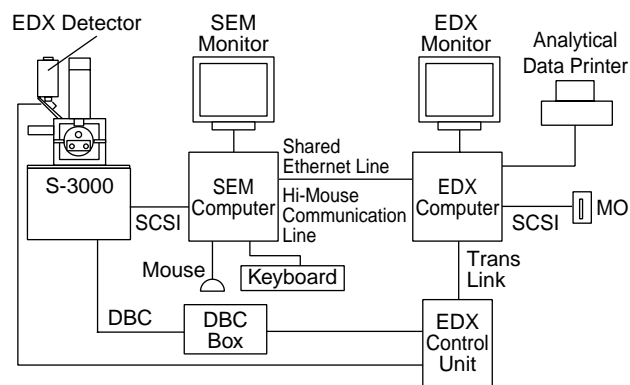 EDX Detector
SEM
Monitor
EDX
Monitor
Analytical
Data Printer
S-3000
SCSI
SEM
Computer
Shared
Ethernet Line
Hi-Mouse
Communication
Line
EDX
Computer
SCSI
MO
Mouse
Keyboard
Trans
Link
DBC
DBC
Box
EDX
Control
Unit